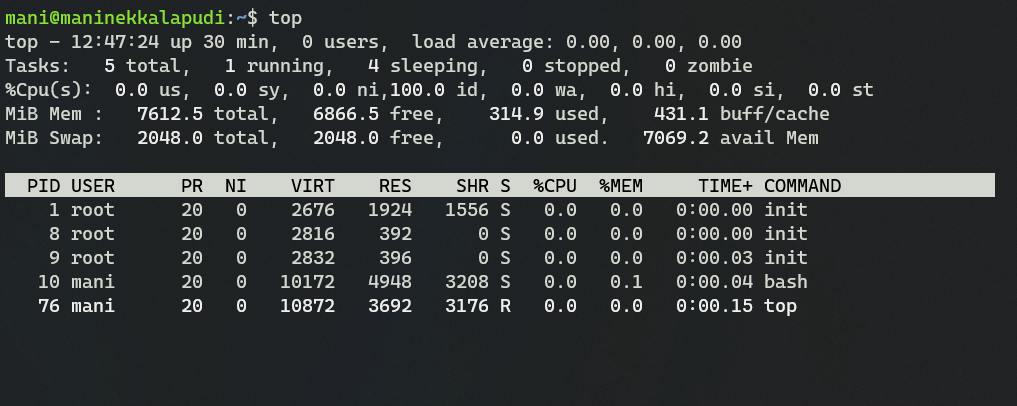 mani@maninekkalapudi:~$ top
top - 12:47:24 up 30 min,  0 users,  load average: 0.00, 0.00, 0.00
Tasks:   5 total,   1 running,   4 sleeping,   0 stopped,   0 zombie
%Cpu(s):  0.0 us,  0.0 sy,  0.0 ni,100.0 id,  0.0 wa,  0.0 hi,  0.0 si,  0.0 st
MiB Mem :   7612.5 total,   6866.5 free,    314.9 used,    431.1 buff/cache
MiB Swap:   2048.0 total,   2048.0 free,      0.0 used.   7069.2 avail Mem
  PID USER      PR  NI    VIRT    RES    SHR S  %CPU  %MEM     TIME+ COMMAND
    1 root      20   0    2676   1924   1556 S   0.0   0.0   0:00.00 init
    8 root      20   0    2816    392      0 S   0.0   0.0   0:00.00 init
    9 root      20   0    2832    396      0 S   0.0   0.0   0:00.03 init
   10 mani      20   0   10172   4948   3208 S   0.0   0.1   0:00.04 bash
   76 mani      20   0   10872   3692   3176 R   0.0   0.0   0:00.15 top